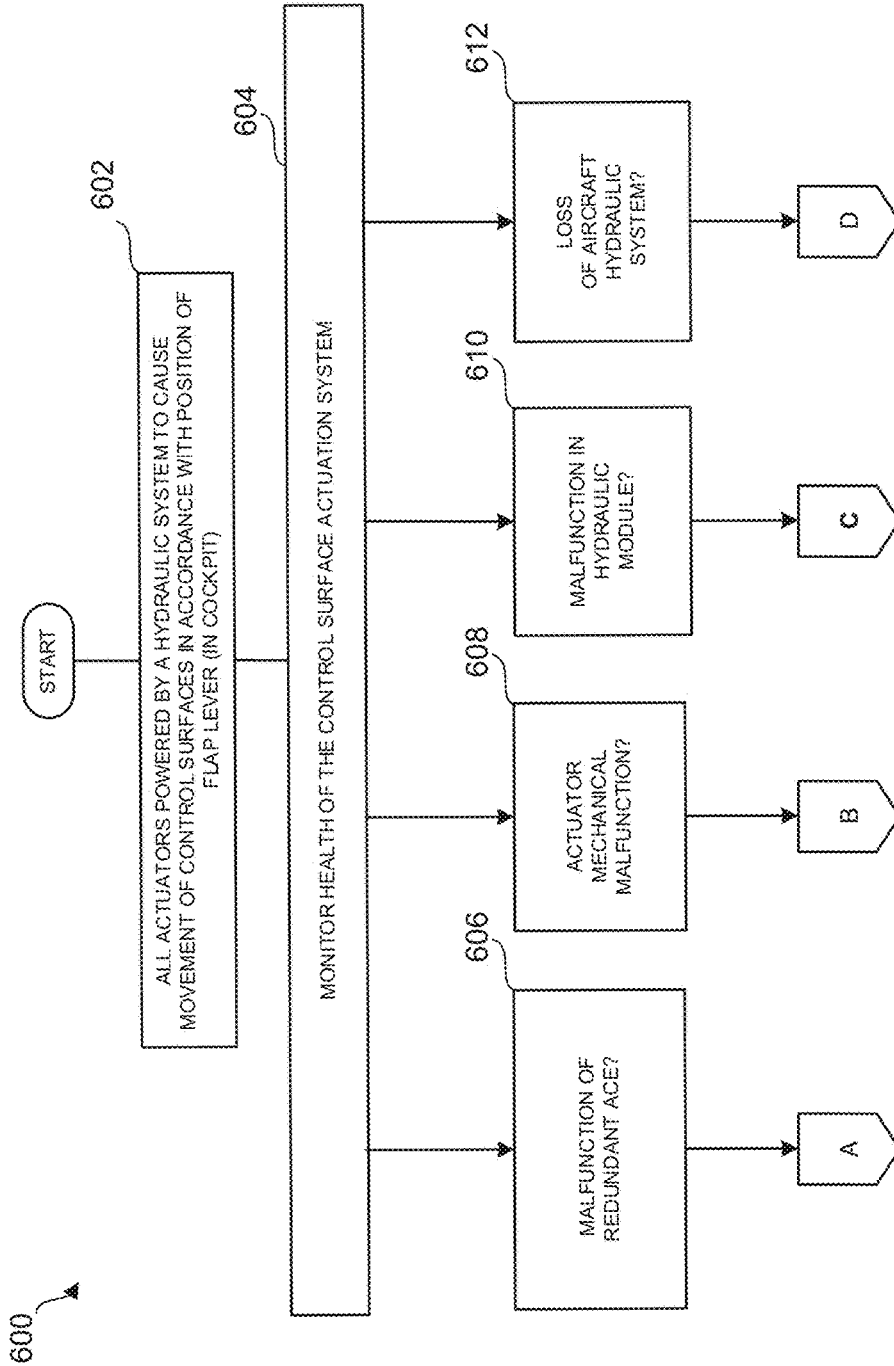 600
START
602
ALL ACTUATORS POWERED BY A HYDRAULIC SYSTEM TO CAUSE
MOVEMENT OF CONTROL SURFACES IN ACCORDANCE WITH POSITION OF
FLAP LEVER (IN COCKPIT)
604
MONITOR HEALTH OF THE CONTROL SURFACE ACTUATION SYSTEM
606
MALFUNCTION OF
REDUNDANT ACE?
608
ACTUATOR
MECHANICAL
MALFUNCTION?
610
MALFUNCTION IN
HYDRAULIC
MODULE?
612
LOSS
OF AIRCRAFT
HYDRAULIC
SYSTEM?
A
B
C
D